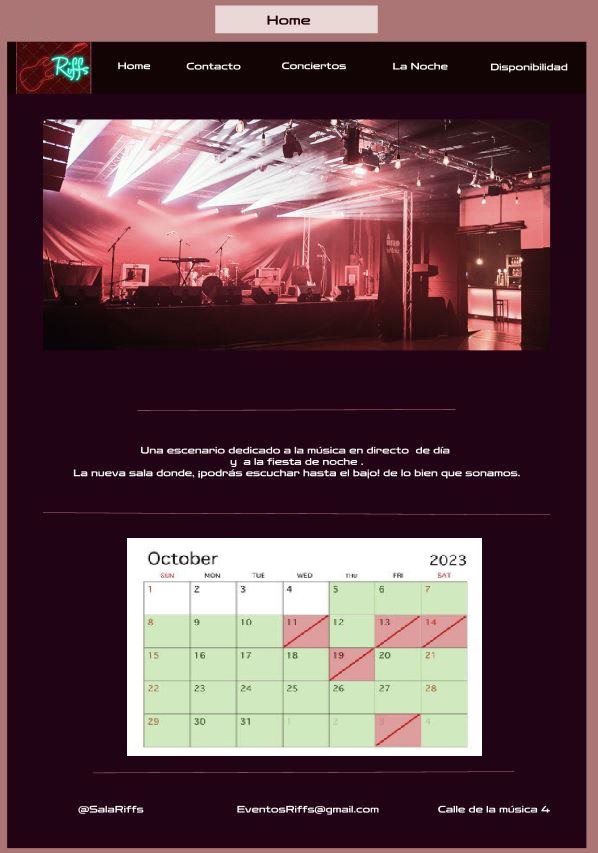 Home
Riffs
Home Contacto Conciertos La Noche Disponibilidad
Una escenario dedicado a la música en directo de día
y a la fiesta de noche .
La nueva sala donde, ¡podrás escuchar hasta el bajo! de lo bien que sonamos.
October 2023
SUN MON TUE WED THU FRI SAT
1 2 3 4 5 6 7
8 9 10 11 12 13 14
15 16 17 18 19 20 21
22 23 24 25 26 27 28
29 30 31 1 2 3 4
@SalaRiffs EventosRiffs@gmail.com Calle de la música 4